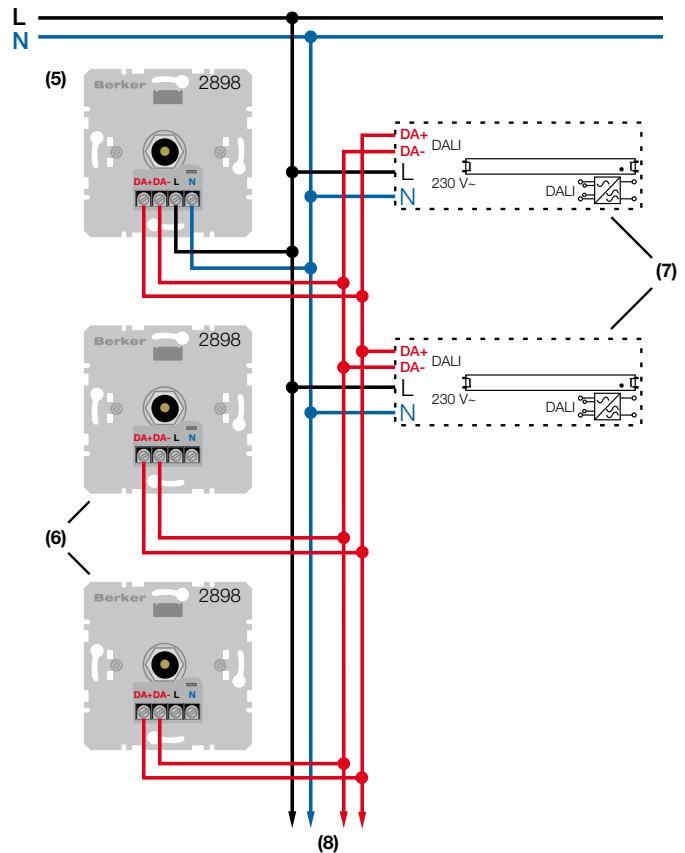 L
N
(5)
Berker 2898
DA+ DA- L N
DA+
DA- DALI
L
230 V~
N
DALI
(7)
Berker 2898
DA+ DA- L N
DA+
DA- DALI
L
230 V~
N
DALI
(6)
Berker 2898
DA+ DA- L N
(8)